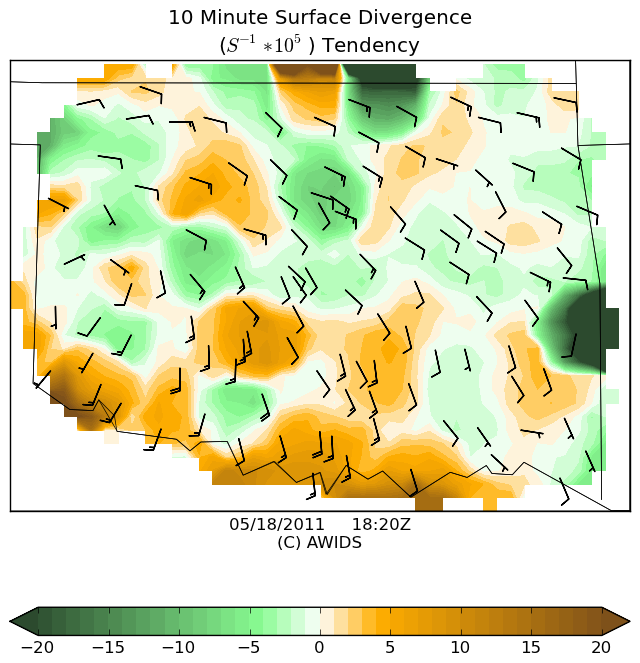 10 Minute Surface Divergence
(S⁻¹ *10⁵ ) Tendency
05/18/2011 18:20Z
(C) AWIDS
−20 −15 −10 −5 0 5 10 15 20